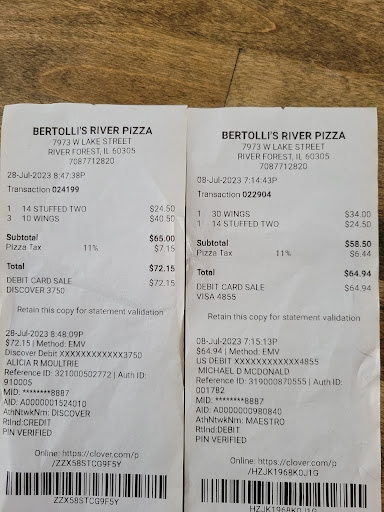 BERTOLLI'S RIVER PIZZA
7973 W LAKE STREET
RIVER FOREST, IL 60305
7087712820
28-Jul-2023 8:47:38P
Transaction 024199
1 14 STUFFED TWO $24.50
3 10 WINGS $40.50
Subtotal $65.00
Pizza Tax 11% $7.15
Total $72.15
DEBIT CARD SALE $72.15
DISCOVER 3750
Retain this copy for statement validation
28-Jul-2023 8:48:09P
$72.15 | Method: EMV
Discover Debit XXXXXXXXXXXX3750
ALICIA R MOULTRIE
Reference ID: 321000502772 | Auth ID:
910005
MID: ********8887
AID: A0000001524010
AthNtwkNm: DISCOVER
RtInd:CREDIT
PIN VERIFIED
Online: https://clover.com/p
/ZZX58STCG9F5Y
ZZX58STCG9F5Y
BERTOLLI'S RIVER PIZZA
7973 W LAKE STREET
RIVER FOREST, IL 60305
7087712820
08-Jul-2023 7:14:43P
Transaction 022904
1 30 WINGS $34.00
1 14 STUFFED TWO $24.50
Subtotal $58.50
Pizza Tax 11% $6.44
Total $64.94
DEBIT CARD SALE $64.94
VISA 4855
Retain this copy for statement validation
08-Jul-2023 7:15:13P
$64.94 | Method: EMV
US DEBIT XXXXXXXXXXXX4855
MICHAEL D MCDONALD
Reference ID: 319000870555 | Auth ID:
001782
MID: ********8887
AID: A0000000980840
AthNtwkNm: MAESTRO
RtInd:DEBIT
PIN VERIFIED
Online: https://clover.com/p
/HZJK1968K0J1G
HZJK1968K0J1G